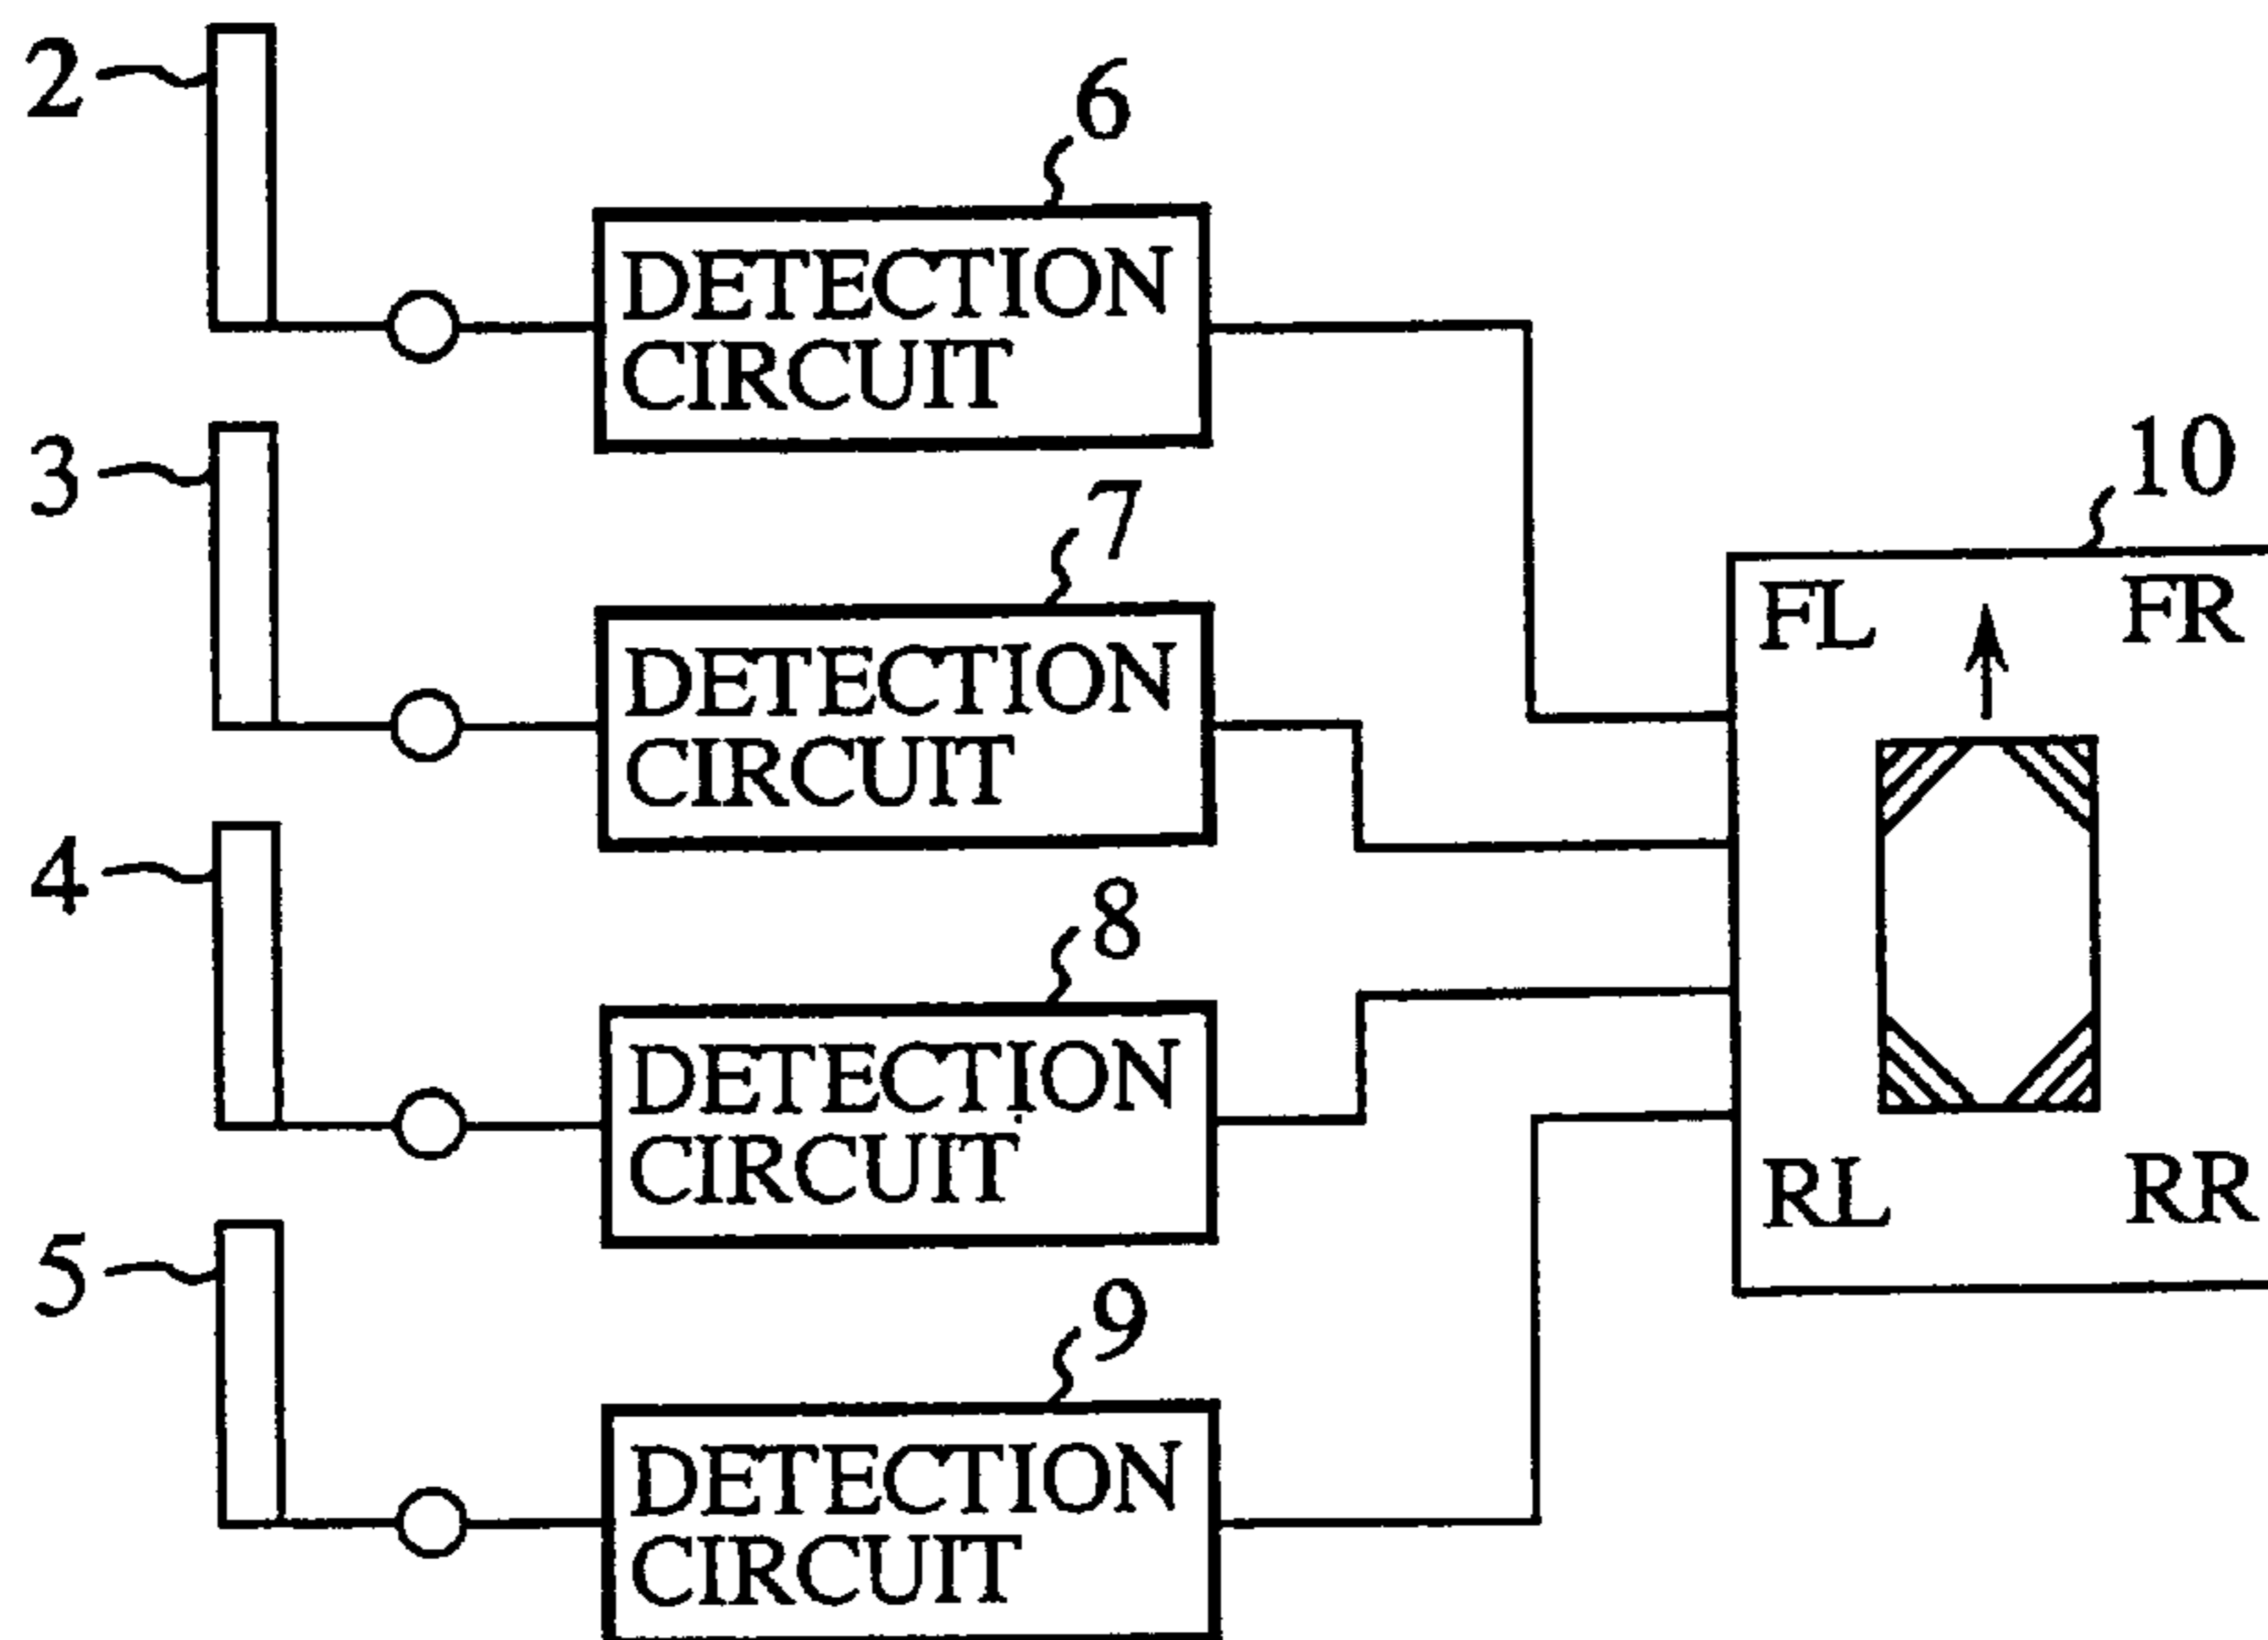 2
6
DETECTION
CIRCUIT
3
7
DETECTION
CIRCUIT
10
FL FR
4
8
DETECTION
CIRCUIT
RL RR
5
9
DETECTION
CIRCUIT